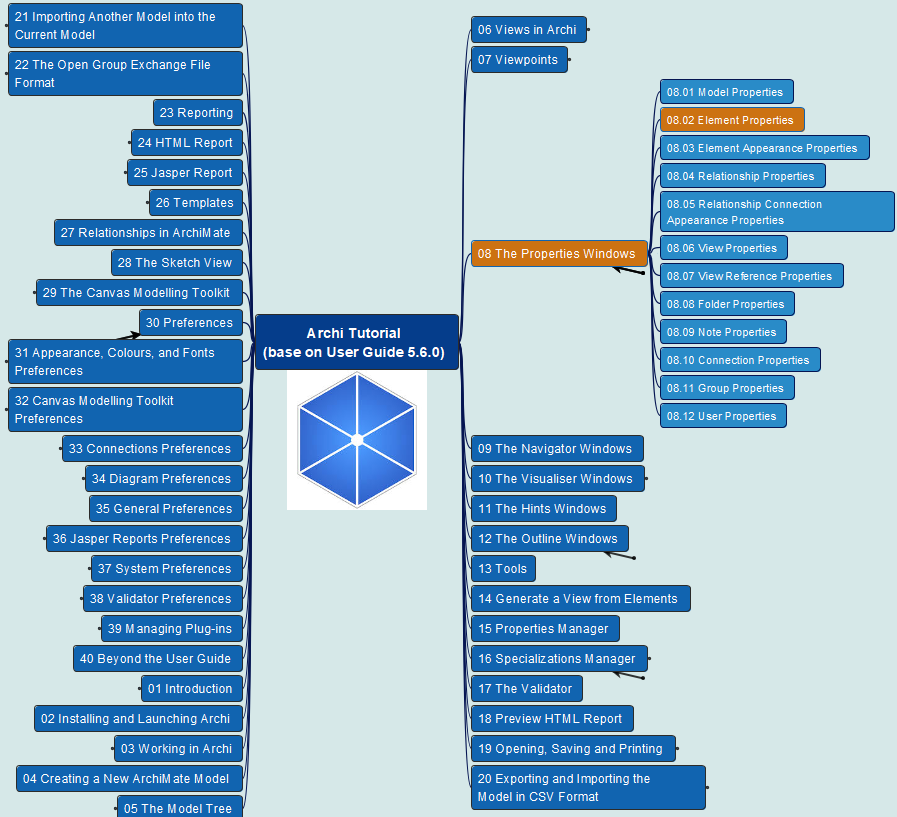 21 Importing Another Model into the
Current Model
22 The Open Group Exchange File
Format
23 Reporting
24 HTML Report
25 Jasper Report
26 Templates
27 Relationships in ArchiMate
28 The Sketch View
29 The Canvas Modelling Toolkit
30 Preferences
31 Appearance, Colours, and Fonts
Preferences
32 Canvas Modelling Toolkit
Preferences
33 Connections Preferences
34 Diagram Preferences
35 General Preferences
36 Jasper Reports Preferences
37 System Preferences
38 Validator Preferences
39 Managing Plug-ins
40 Beyond the User Guide
01 Introduction
02 Installing and Launching Archi
03 Working in Archi
04 Creating a New ArchiMate Model
05 The Model Tree
Archi Tutorial
(base on User Guide 5.6.0)
06 Views in Archi
07 Viewpoints
08 The Properties Windows
08.01 Model Properties
08.02 Element Properties
08.03 Element Appearance Properties
08.04 Relationship Properties
08.05 Relationship Connection
Appearance Properties
08.06 View Properties
08.07 View Reference Properties
08.08 Folder Properties
08.09 Note Properties
08.10 Connection Properties
08.11 Group Properties
08.12 User Properties
09 The Navigator Windows
10 The Visualiser Windows
11 The Hints Windows
12 The Outline Windows
13 Tools
14 Generate a View from Elements
15 Properties Manager
16 Specializations Manager
17 The Validator
18 Preview HTML Report
19 Opening, Saving and Printing
20 Exporting and Importing the
Model in CSV Format